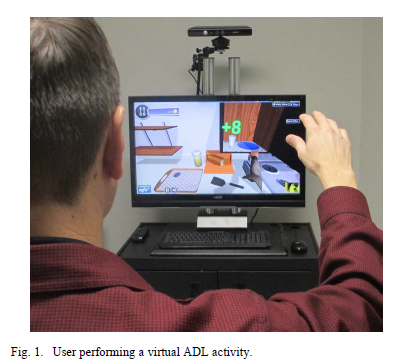 +8
Fig. 1. User performing a virtual ADL activity.